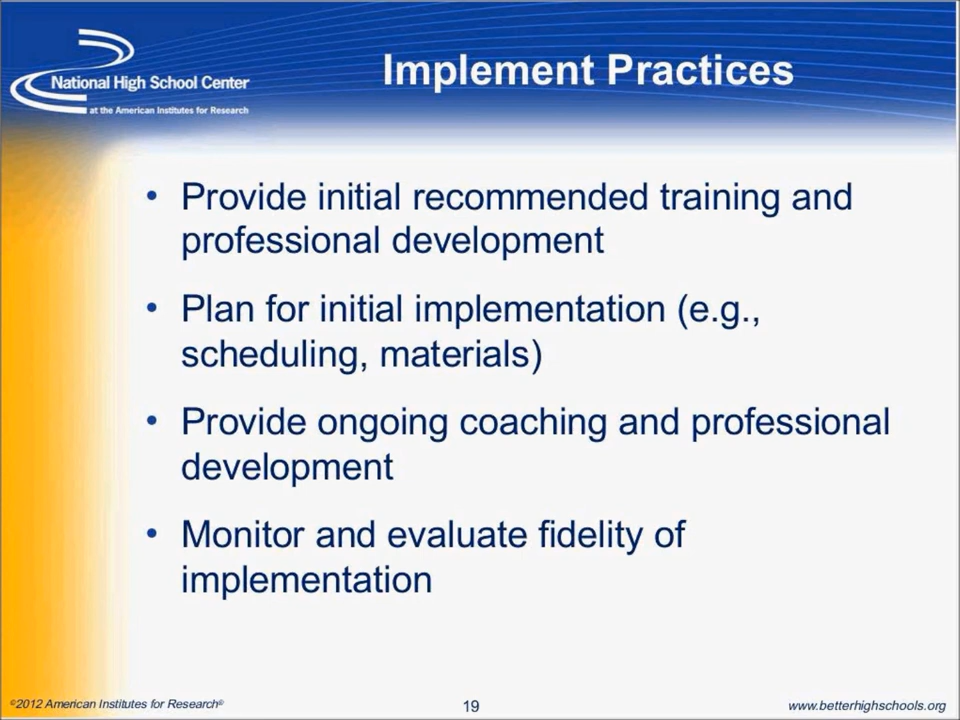 National High School Center
at the American Institutes for Research
Implement Practices
• Provide initial recommended training and
professional development
• Plan for initial implementation (e.g.,
scheduling, materials)
• Provide ongoing coaching and professional
development
• Monitor and evaluate fidelity of
implementation
©2012 American Institutes for Research®
19
www.betterhighschools.org